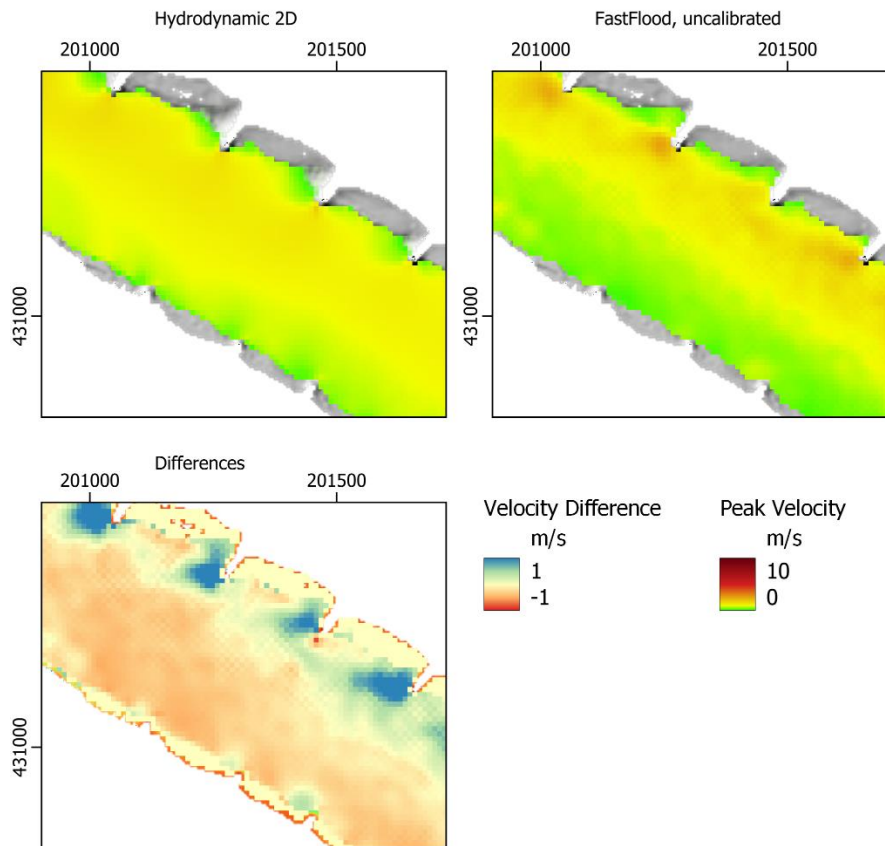 Hydrodynamic 2D
FastFlood, uncalibrated
201000 201500
201000 201500
431000
431000
Differences
201000 201500
431000
Velocity Difference
m/s
1
-1
Peak Velocity
m/s
10
0